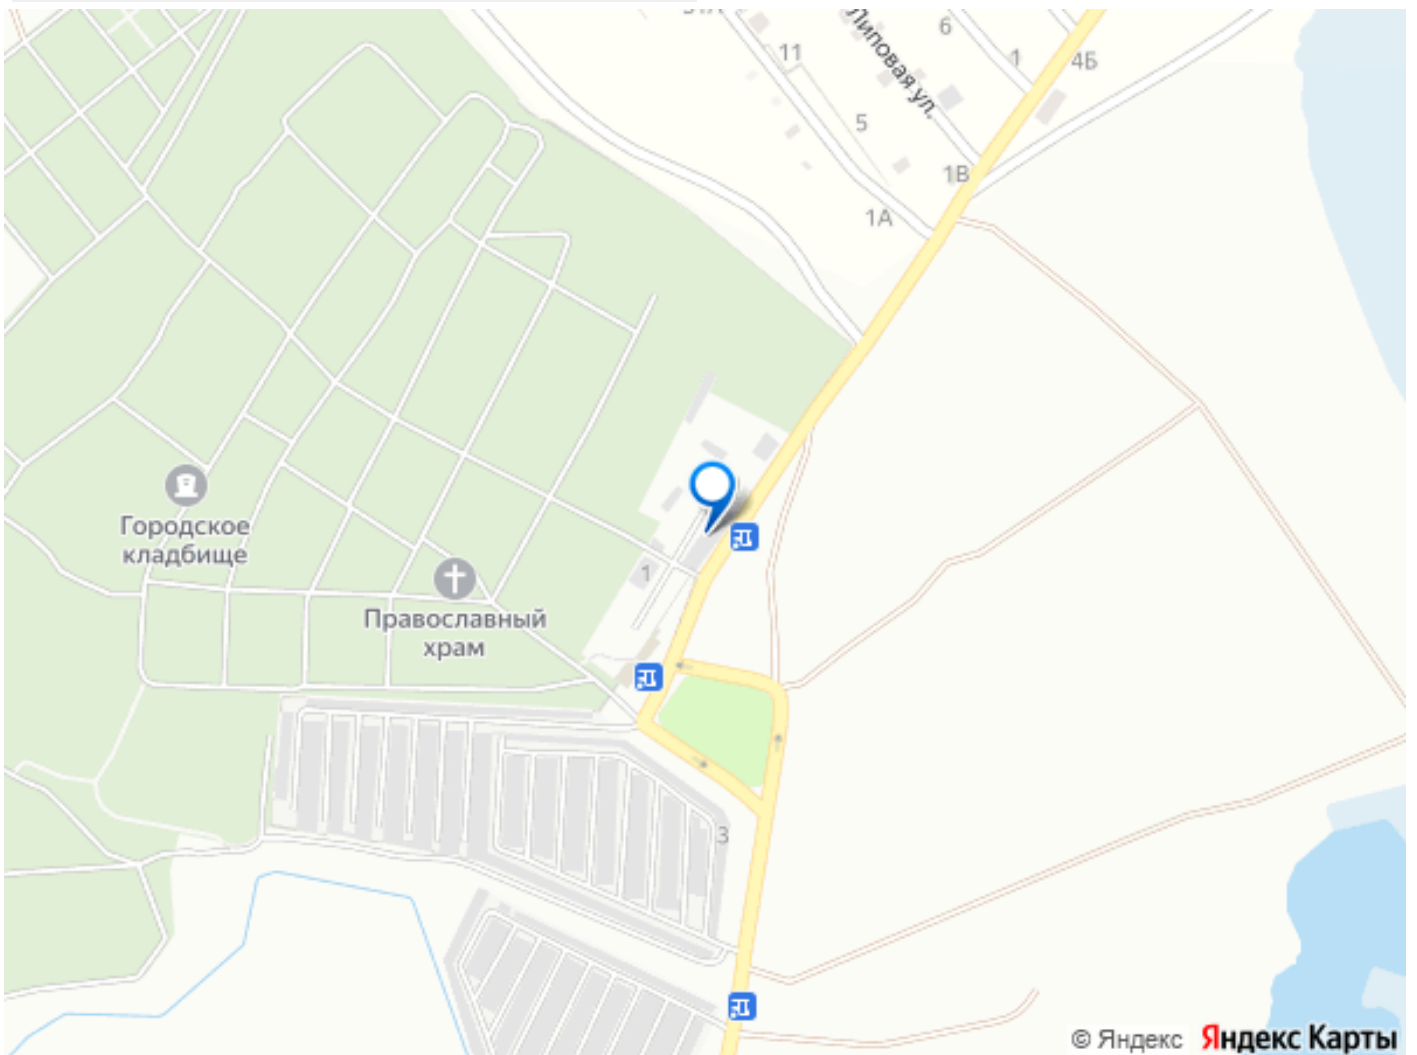 6
11
1
4Б
Липовая ул.
5
1В
1А
Городское
кладбище
1
Православный
храм
3
© Яндекс Яндекс Карты